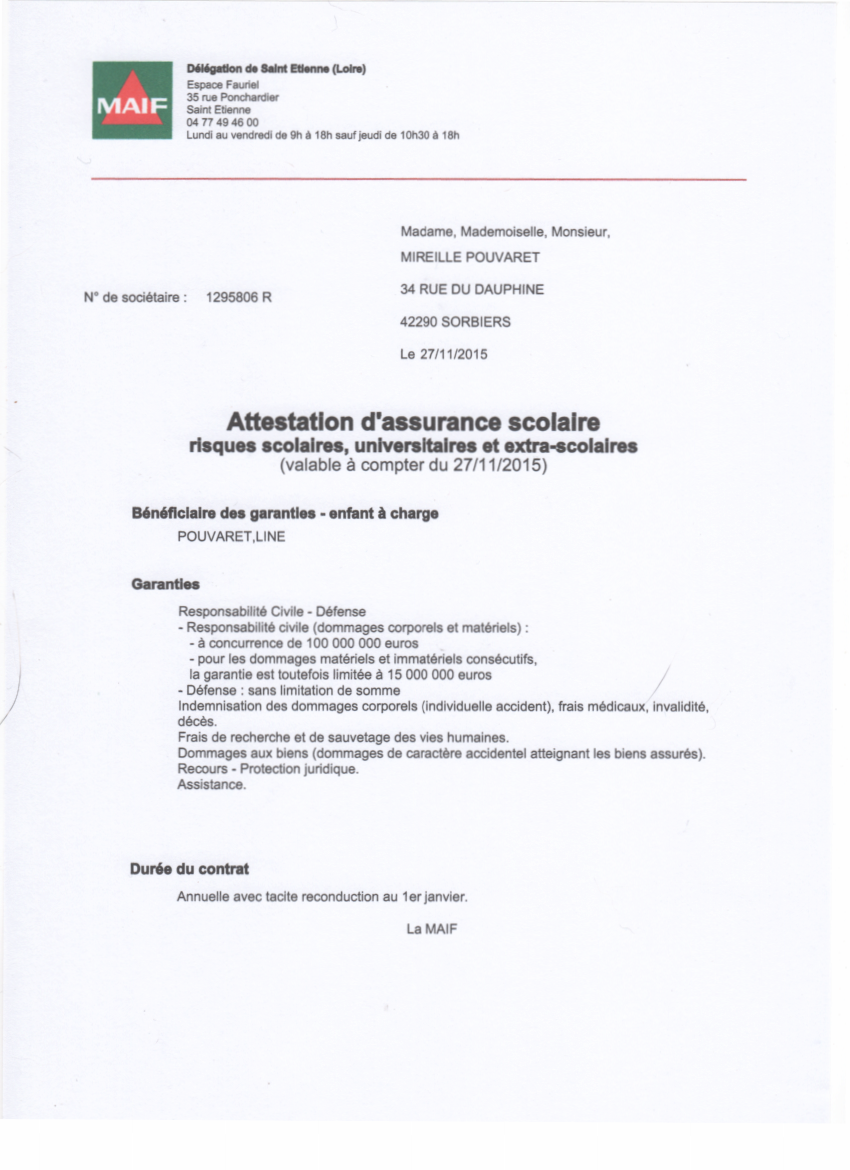 MAIF
Délégation de Saint Etienne (Loire)
Espace Fauriel
35 rue Ponchardier
Saint Etienne
04 77 49 46 00
Lundi au vendredi de 9h à 18h sauf jeudi de 10h30 à 18h
Madame, Mademoiselle, Monsieur,
MIREILLE POUVARET
34 RUE DU DAUPHINE
N° de sociétaire : 1295806 R
42290 SORBIERS
Le 27/11/2015
Attestation d'assurance scolaire
risques scolaires, universitaires et extra-scolaires
(valable à compter du 27/11/2015)
Bénéficiaire des garanties - enfant à charge
POUVARET,LINE
Garanties
Responsabilité Civile - Défense
- Responsabilité civile (dommages corporels et matériels) :
- à concurrence de 100 000 000 euros
- pour les dommages matériels et immatériels consécutifs,
la garantie est toutefois limitée à 15 000 000 euros
- Défense : sans limitation de somme
Indemnisation des dommages corporels (individuelle accident), frais médicaux, invalidité,
décès.
Frais de recherche et de sauvetage des vies humaines.
Dommages aux biens (dommages de caractère accidentel atteignant les biens assurés).
Recours - Protection juridique.
Assistance.
Durée du contrat
Annuelle avec tacite reconduction au 1er janvier.
La MAIF